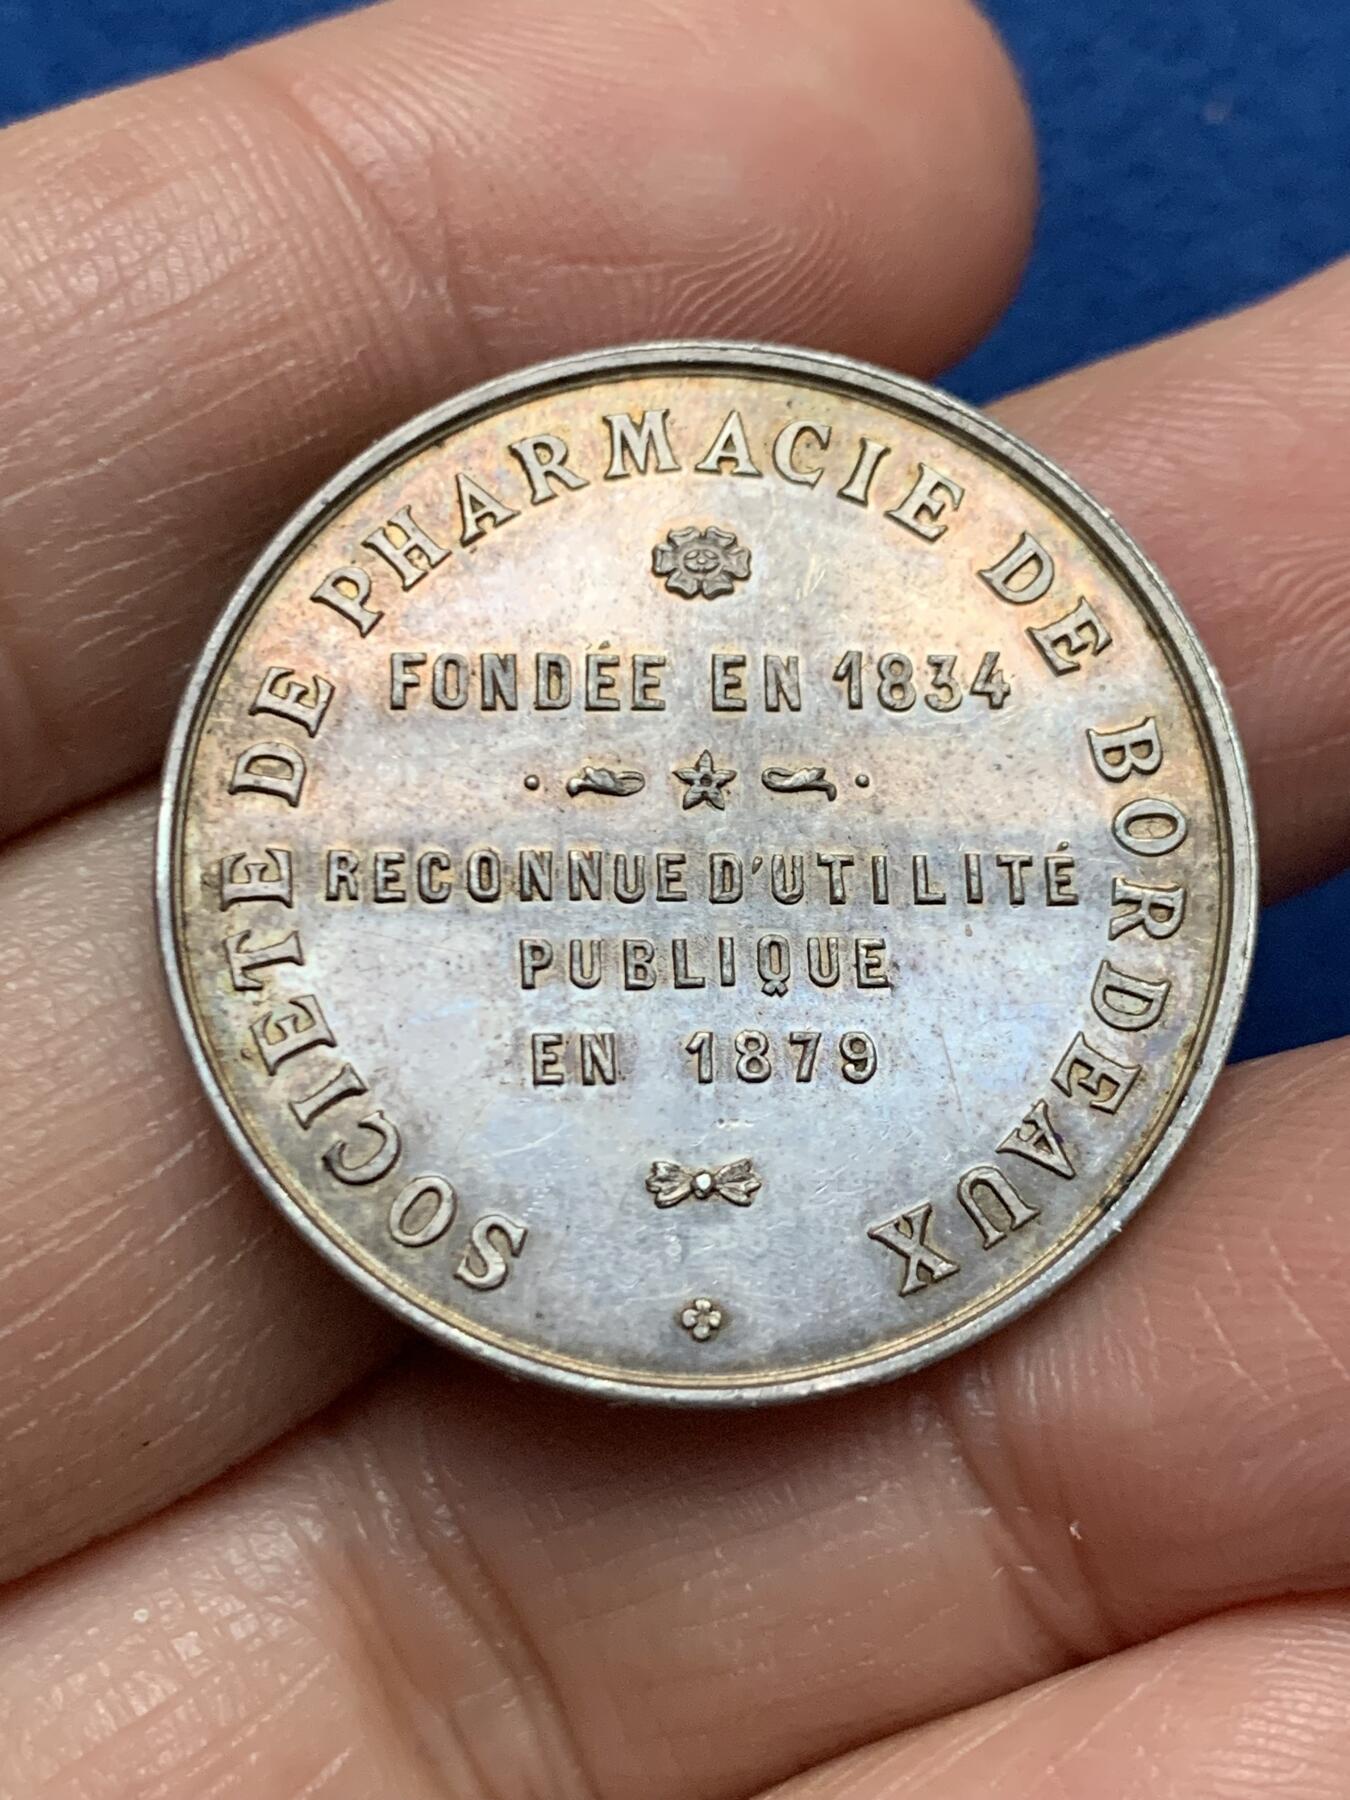 SOCIETE DE PHARMACIE DE BORDEAUX
FONDÉE EN 1834
RECONNUE D'UTILITÉ
PUBLIQUE
EN 1879